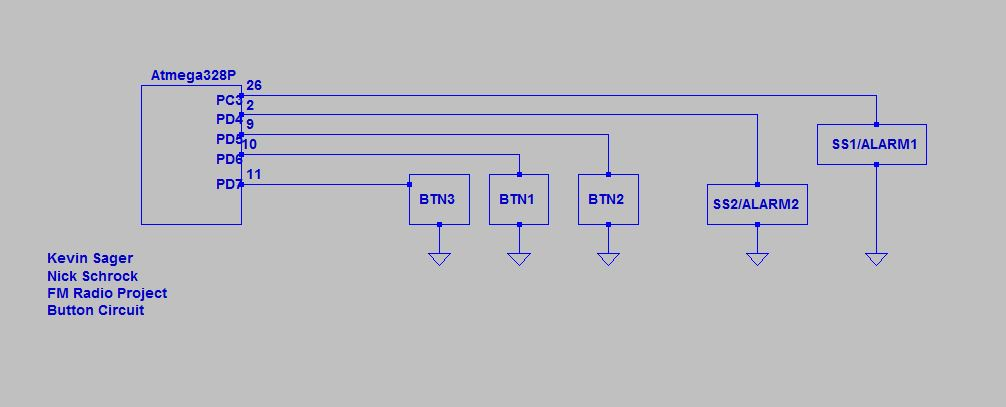 Atmega328P
26
PC3
2
PD4
9
PD5
10
PD6
11
PD7
SS1/ALARM1
BTN3
BTN1
BTN2
SS2/ALARM2
Kevin Sager
Nick Schrock
FM Radio Project
Button Circuit